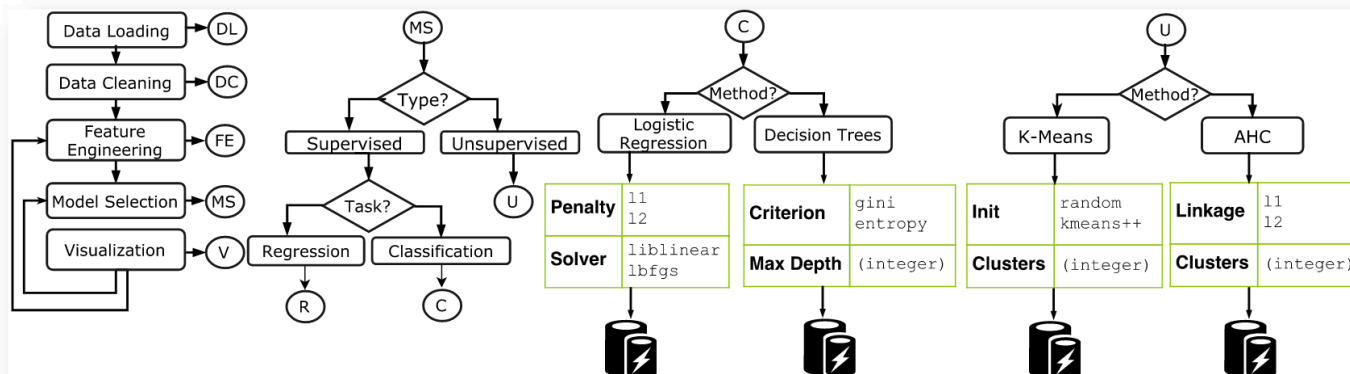 Data Loading
DL
Data Cleaning
DC
Feature
Engineering
FE
Model Selection
MS
Visualization
V
MS
Type?
Supervised
Unsupervised
U
Task?
Regression
Classification
R
C
C
Method?
Logistic
Regression
Decision Trees
Penalty
l1
l2
Solver
liblinear
lbfgs
Criterion
gini
entropy
Max Depth
(integer)
U
Method?
K-Means
AHC
Init
random
kmeans++
Clusters
(integer)
Linkage
l1
l2
Clusters
(integer)